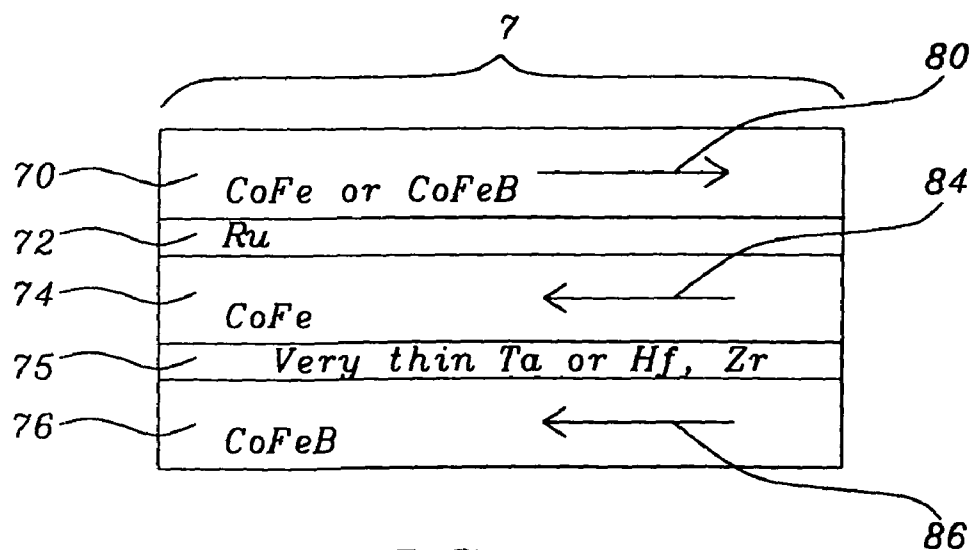 7
80
70 CoFe or CoFeB
84
72 Ru
74 CoFe
75 Very thin Ta or Hf, Zr
76 CoFeB
86